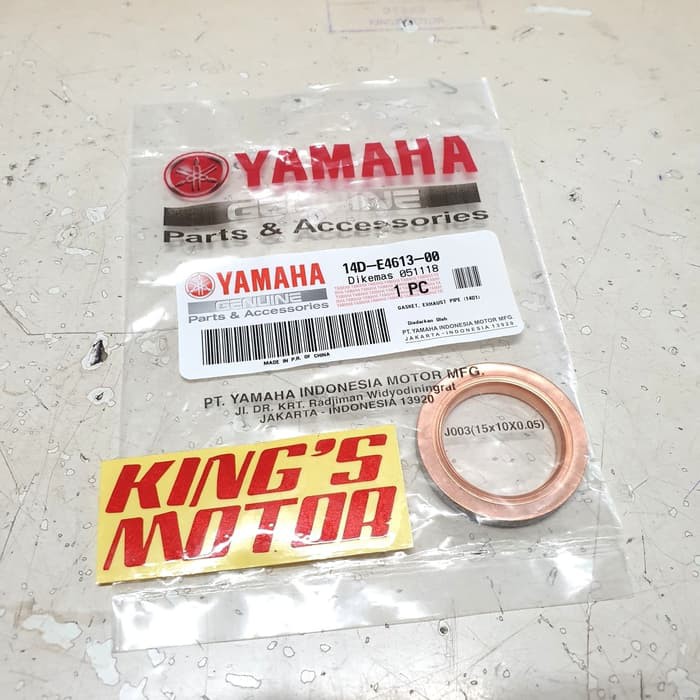 YAMAHA
GENUINE
Parts & Accessories
YAMAHA
GENUINE
Parts & Accessories
14D-E4613-00
Dikemas 051118
1 PC
GASKET, EXHAUST PIPE (14D1)
Diedarkan Oleh
PT. YAMAHA INDONESIA MOTOR MFG.
JAKARTA - INDONESIA 13920
MADE IN P.R. OF CHINA
PT. YAMAHA INDONESIA MOTOR MFG.
Jl. DR. KRT. Radjiman Widyodiningrat
JAKARTA - INDONESIA 13920
J003(15x10X0.05)
KING'S
MOTOR